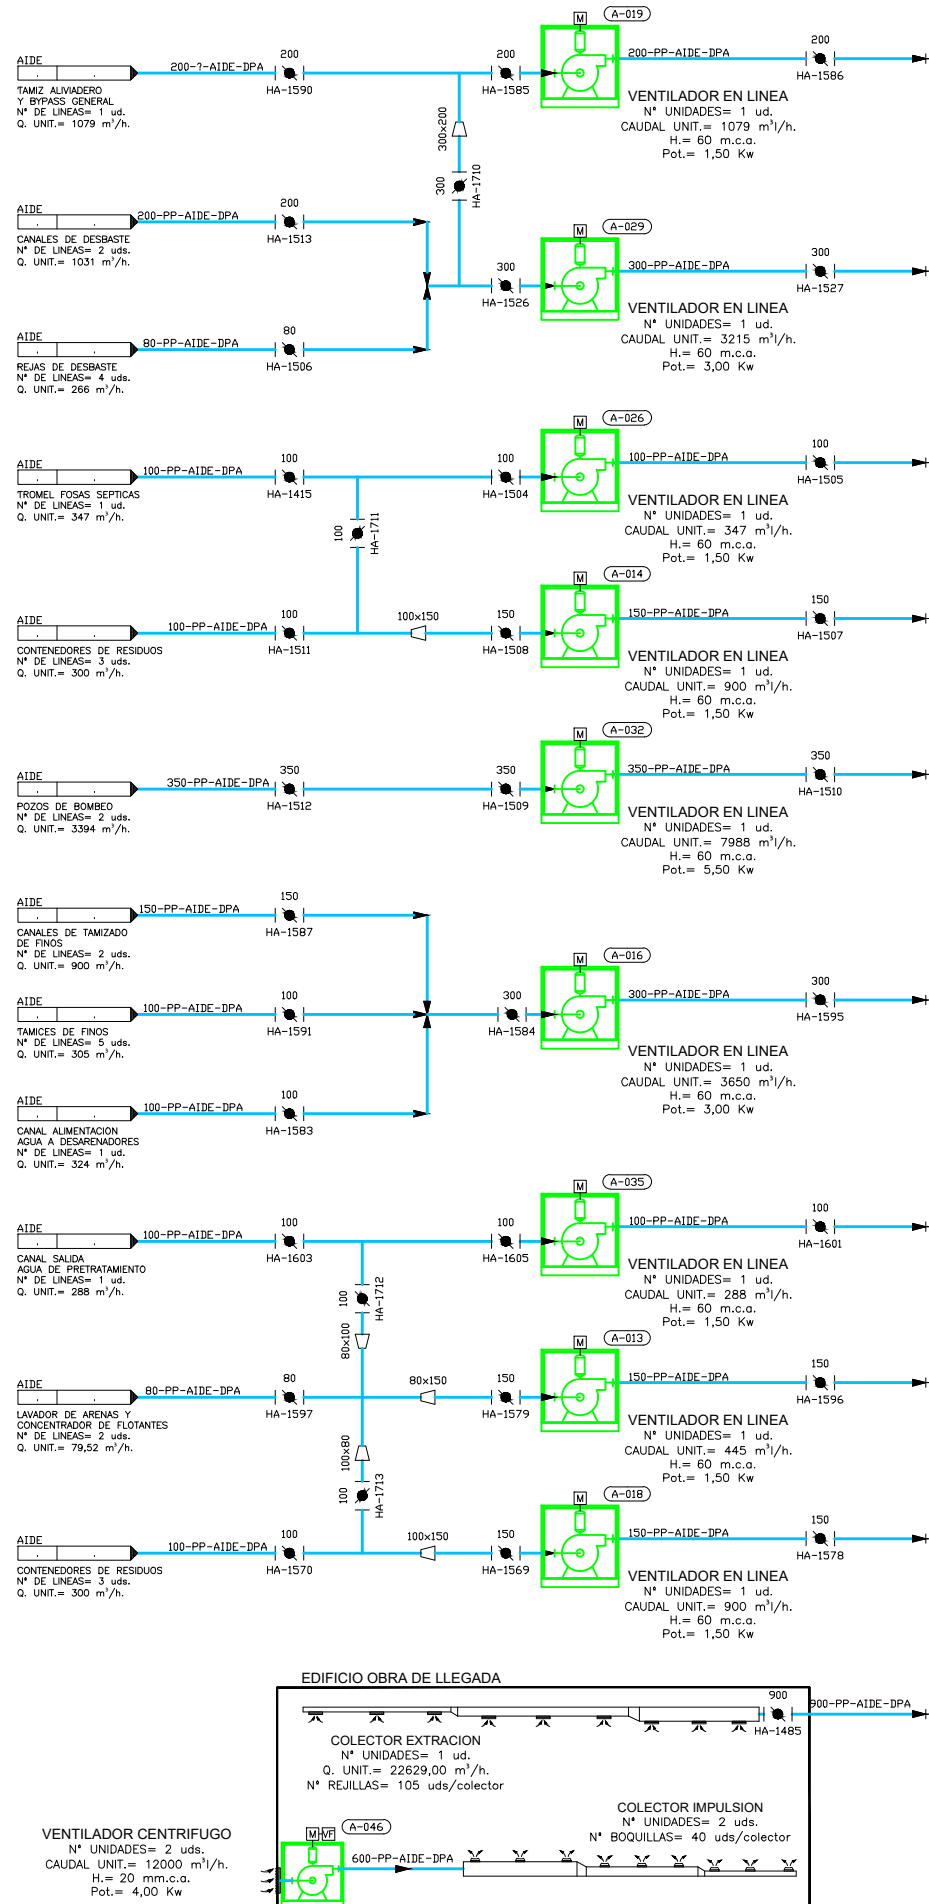 AIDE
200-?-AIDE-DPA
200
HA-1590
200
HA-1585
M
A-019
200-PP-AIDE-DPA
200
HA-1586
TAMIZ ALIVIADERO
Y BYPASS GENERAL
Nº DE LINEAS= 1 ud.
Q. UNIT.= 1079 m³/h.
VENTILADOR EN LINEA
Nº UNIDADES= 1 ud.
CAUDAL UNIT.= 1079 m³l/h.
H.= 60 m.c.a.
Pot.= 1,50 Kw
300x200
300
HA-1710
AIDE
200-PP-AIDE-DPA
200
HA-1513
CANALES DE DESBASTE
Nº DE LINEAS= 2 uds.
Q. UNIT.= 1031 m³/h.
300
HA-1526
M
A-029
300-PP-AIDE-DPA
300
HA-1527
VENTILADOR EN LINEA
Nº UNIDADES= 1 ud.
CAUDAL UNIT.= 3215 m³l/h.
H.= 60 m.c.a.
Pot.= 3,00 Kw
AIDE
80-PP-AIDE-DPA
80
HA-1506
REJAS DE DESBASTE
Nº DE LINEAS= 4 uds.
Q. UNIT.= 266 m³/h.
AIDE
100-PP-AIDE-DPA
100
HA-1415
100
HA-1504
M
A-026
100-PP-AIDE-DPA
100
HA-1505
TROMEL FOSAS SEPTICAS
Nº DE LINEAS= 1 ud.
Q. UNIT.= 347 m³/h.
VENTILADOR EN LINEA
Nº UNIDADES= 1 ud.
CAUDAL UNIT.= 347 m³l/h.
H.= 60 m.c.a.
Pot.= 1,50 Kw
100
HA-1711
AIDE
100-PP-AIDE-DPA
100
HA-1511
100x150
150
HA-1508
M
A-014
150-PP-AIDE-DPA
150
HA-1507
CONTENEDORES DE RESIDUOS
Nº DE LINEAS= 3 uds.
Q. UNIT.= 300 m³/h.
VENTILADOR EN LINEA
Nº UNIDADES= 1 ud.
CAUDAL UNIT.= 900 m³l/h.
H.= 60 m.c.a.
Pot.= 1,50 Kw
AIDE
350-PP-AIDE-DPA
350
HA-1512
350
HA-1509
M
A-032
350-PP-AIDE-DPA
350
HA-1510
POZOS DE BOMBEO
Nº DE LINEAS= 2 uds.
Q. UNIT.= 3394 m³/h.
VENTILADOR EN LINEA
Nº UNIDADES= 1 ud.
CAUDAL UNIT.= 7988 m³l/h.
H.= 60 m.c.a.
Pot.= 5,50 Kw
AIDE
150-PP-AIDE-DPA
150
HA-1587
CANALES DE TAMIZADO
DE FINOS
Nº DE LINEAS= 2 uds.
Q. UNIT.= 900 m³/h.
AIDE
100-PP-AIDE-DPA
100
HA-1591
TAMICES DE FINOS
Nº DE LINEAS= 5 uds.
Q. UNIT.= 305 m³/h.
300
HA-1584
M
A-016
300-PP-AIDE-DPA
300
HA-1595
VENTILADOR EN LINEA
Nº UNIDADES= 1 ud.
CAUDAL UNIT.= 3650 m³l/h.
H.= 60 m.c.a.
Pot.= 3,00 Kw
AIDE
100-PP-AIDE-DPA
100
HA-1583
CANAL ALIMENTACION
AGUA A DESARENADORES
Nº DE LINEAS= 1 ud.
Q. UNIT.= 324 m³/h.
AIDE
100-PP-AIDE-DPA
100
HA-1603
100
HA-1605
M
A-035
100-PP-AIDE-DPA
100
HA-1601
CANAL SALIDA
AGUA DE PRETRATAMIENTO
Nº DE LINEAS= 1 ud.
Q. UNIT.= 288 m³/h.
VENTILADOR EN LINEA
Nº UNIDADES= 1 ud.
CAUDAL UNIT.= 288 m³l/h.
H.= 60 m.c.a.
Pot.= 1,50 Kw
100
HA-1712
80x100
AIDE
80-PP-AIDE-DPA
80
HA-1597
80x150
150
HA-1579
M
A-013
150-PP-AIDE-DPA
150
HA-1596
LAVADOR DE ARENAS Y
CONCENTRADOR DE FLOTANTES
Nº DE LINEAS= 2 uds.
Q. UNIT.= 79,52 m³/h.
VENTILADOR EN LINEA
Nº UNIDADES= 1 ud.
CAUDAL UNIT.= 445 m³l/h.
H.= 60 m.c.a.
Pot.= 1,50 Kw
100x80
100
HA-1713
AIDE
100-PP-AIDE-DPA
100
HA-1570
100x150
150
HA-1569
M
A-018
150-PP-AIDE-DPA
150
HA-1578
CONTENEDORES DE RESIDUOS
Nº DE LINEAS= 3 uds.
Q. UNIT.= 300 m³/h.
VENTILADOR EN LINEA
Nº UNIDADES= 1 ud.
CAUDAL UNIT.= 900 m³l/h.
H.= 60 m.c.a.
Pot.= 1,50 Kw
EDIFICIO OBRA DE LLEGADA
900
HA-1485
900-PP-AIDE-DPA
COLECTOR EXTRACION
Nº UNIDADES= 1 ud.
Q. UNIT.= 22629,00 m³/h.
Nº REJILLAS= 105 uds/colector
COLECTOR IMPULSION
Nº UNIDADES= 2 uds.
Nº BOQUILLAS= 40 uds/colector
M
VF
A-046
600-PP-AIDE-DPA
VENTILADOR CENTRIFUGO
Nº UNIDADES= 2 uds.
CAUDAL UNIT.= 12000 m³l/h.
H.= 20 mm.c.a.
Pot.= 4,00 Kw